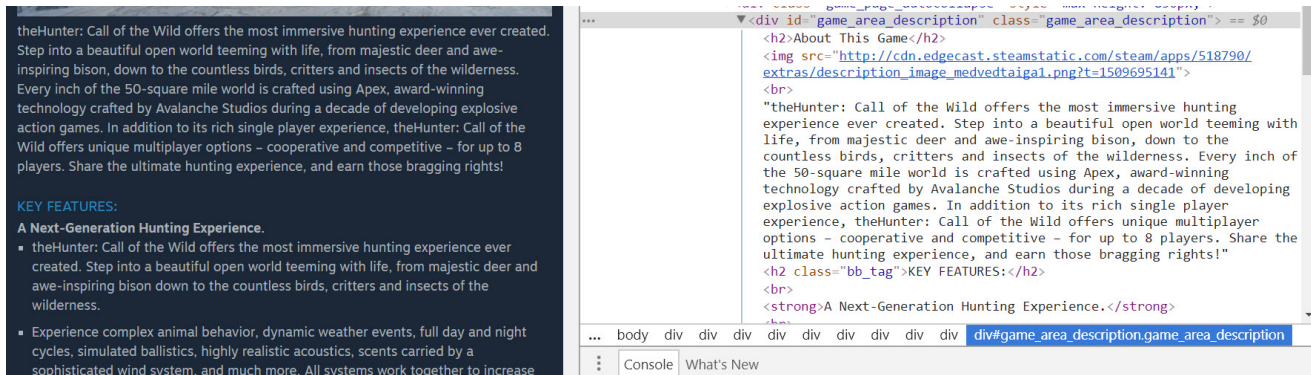 theHunter: Call of the Wild offers the most immersive hunting experience ever created.
Step into a beautiful open world teeming with life, from majestic deer and awe-
inspiring bison, down to the countless birds, critters and insects of the wilderness.
Every inch of the 50-square mile world is crafted using Apex, award-winning
technology crafted by Avalanche Studios during a decade of developing explosive
action games. In addition to its rich single player experience, theHunter: Call of the
Wild offers unique multiplayer options – cooperative and competitive – for up to 8
players. Share the ultimate hunting experience, and earn those bragging rights!
KEY FEATURES:
A Next-Generation Hunting Experience.
▪ theHunter: Call of the Wild offers the most immersive hunting experience ever
created. Step into a beautiful open world teeming with life, from majestic deer and
awe-inspiring bison down to the countless birds, critters and insects of the
wilderness.
▪ Experience complex animal behavior, dynamic weather events, full day and night
cycles, simulated ballistics, highly realistic acoustics, scents carried by a
sophisticated wind system, and much more. All systems work together to increase
... ▼<div id="game_area_description" class="game_area_description"> == $0
<h2>About This Game</h2>
<img src="http://cdn.edgecast.steamstatic.com/steam/apps/518790/
extras/description_image_medvedtaiga1.png?t=1509695141">
<br>
"theHunter: Call of the Wild offers the most immersive hunting
experience ever created. Step into a beautiful open world teeming with
life, from majestic deer and awe-inspiring bison, down to the
countless birds, critters and insects of the wilderness. Every inch of
the 50-square mile world is crafted using Apex, award-winning
technology crafted by Avalanche Studios during a decade of developing
explosive action games. In addition to its rich single player
experience, theHunter: Call of the Wild offers unique multiplayer
options – cooperative and competitive – for up to 8 players. Share the
ultimate hunting experience, and earn those bragging rights!"
<h2 class="bb_tag">KEY FEATURES:</h2>
<br>
<strong>A Next-Generation Hunting Experience.</strong>
... body div div div div div div div div div div#game_area_description.game_area_description
Console What's New